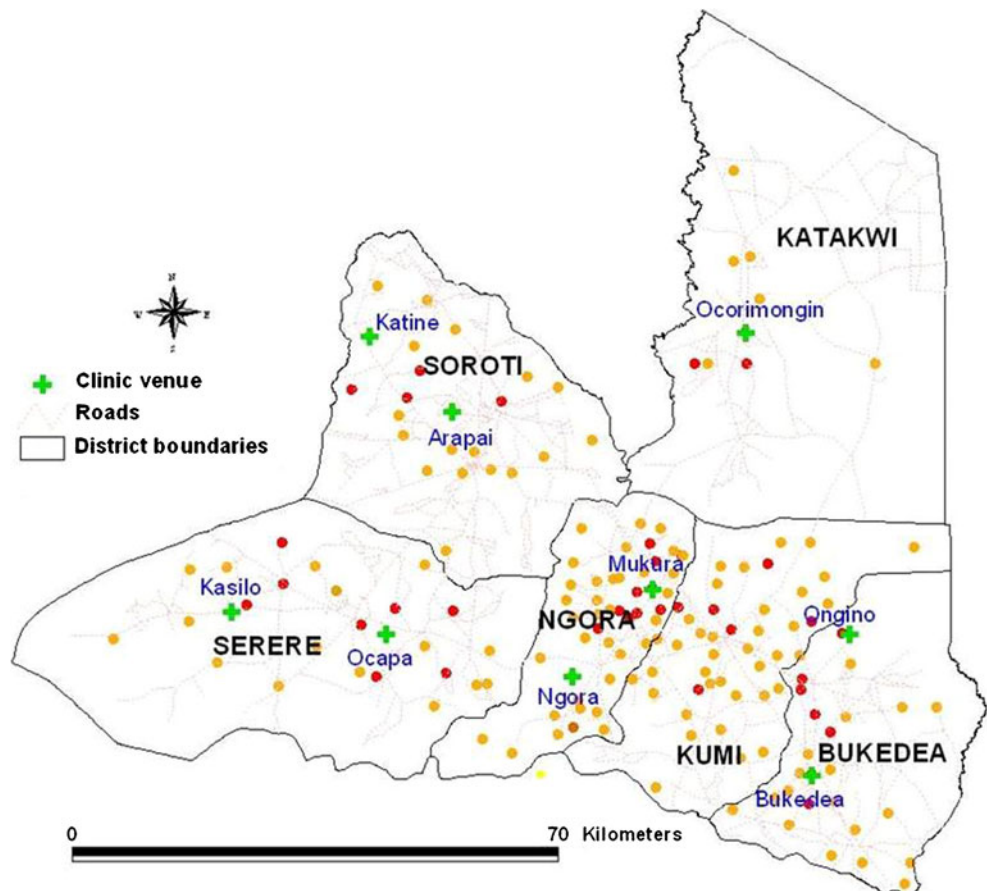 KATAKWI
Ocorimongin
Katine
SOROTI
Arapai
N
W
E
S
Clinic venue
Roads
District boundaries
Kasilo
SERERE
Ocapa
Mukura
NGORA
Ngora
Ongino
KUMI
BUKEDEA
Bukedea
0 70 Kilometers